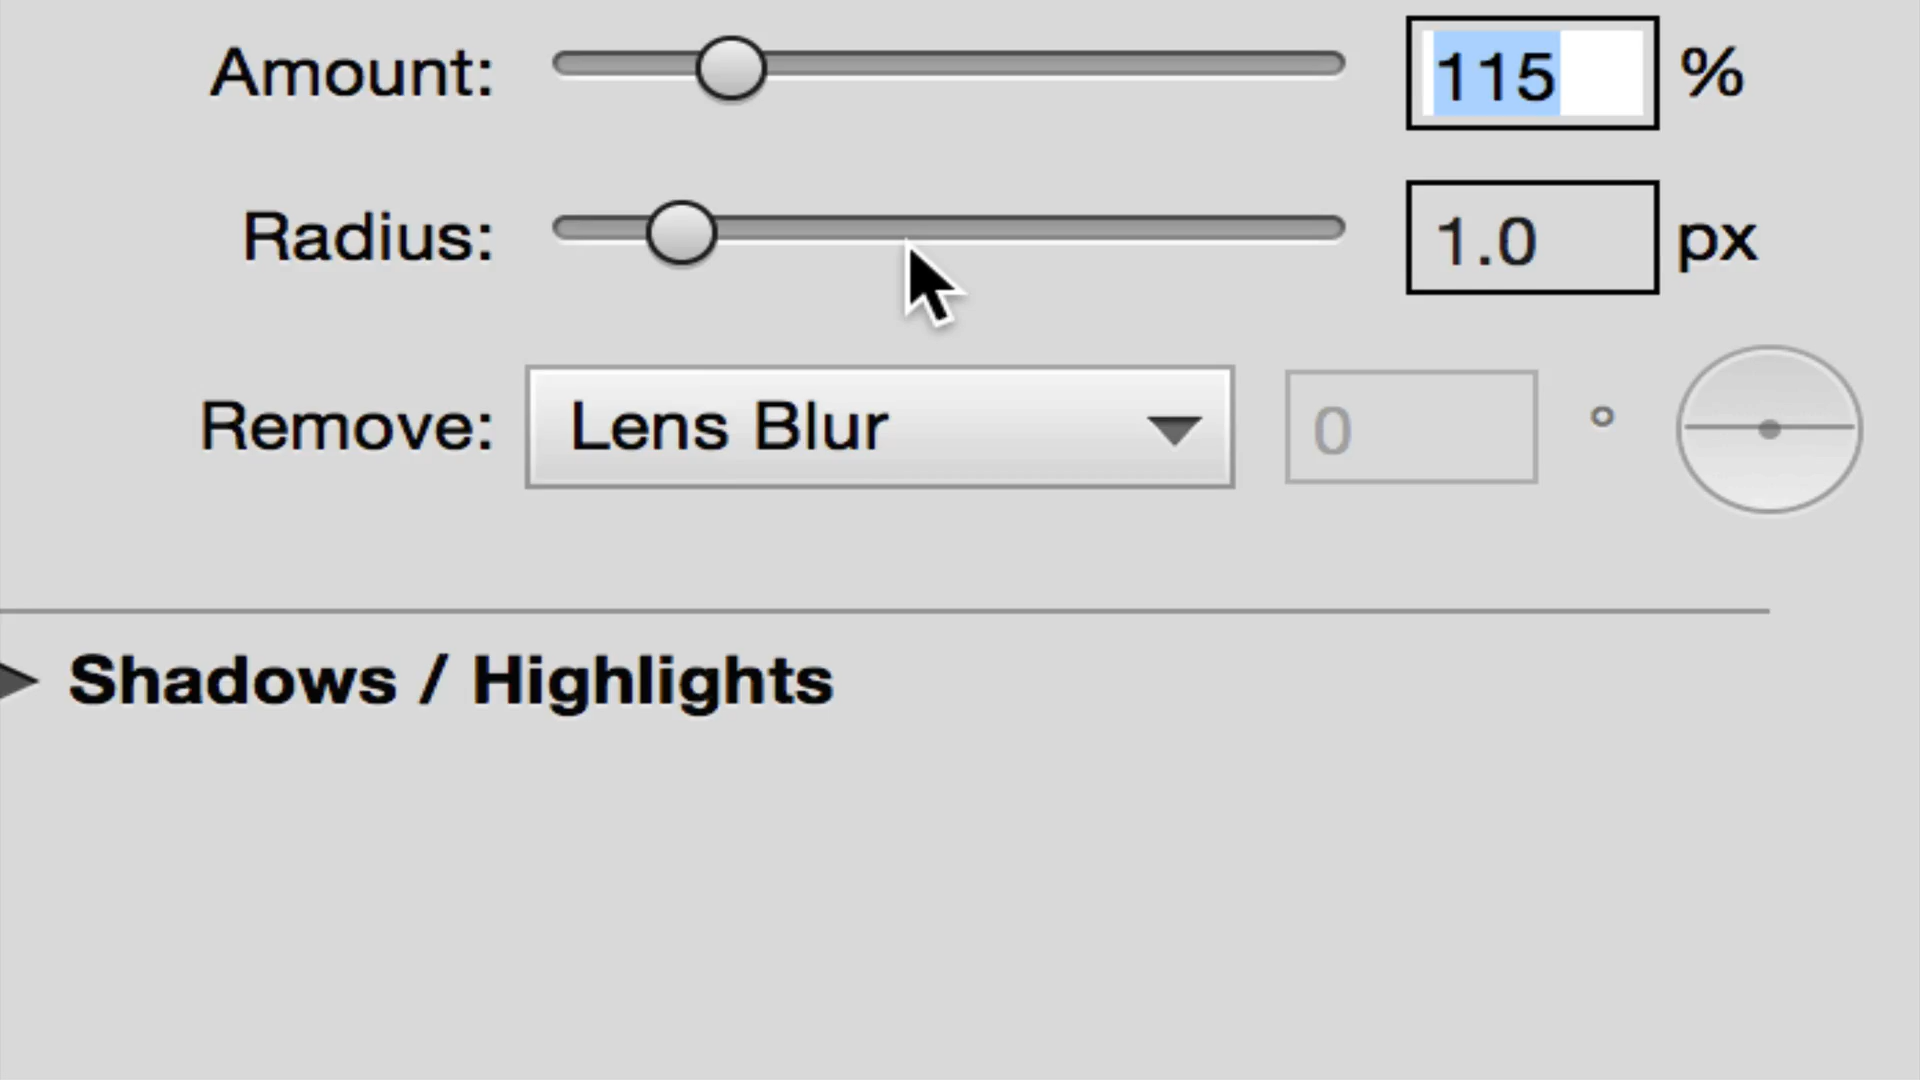 Amount: 115 %
Radius: 1.0 px
Remove: Lens Blur 0 °
Shadows / Highlights